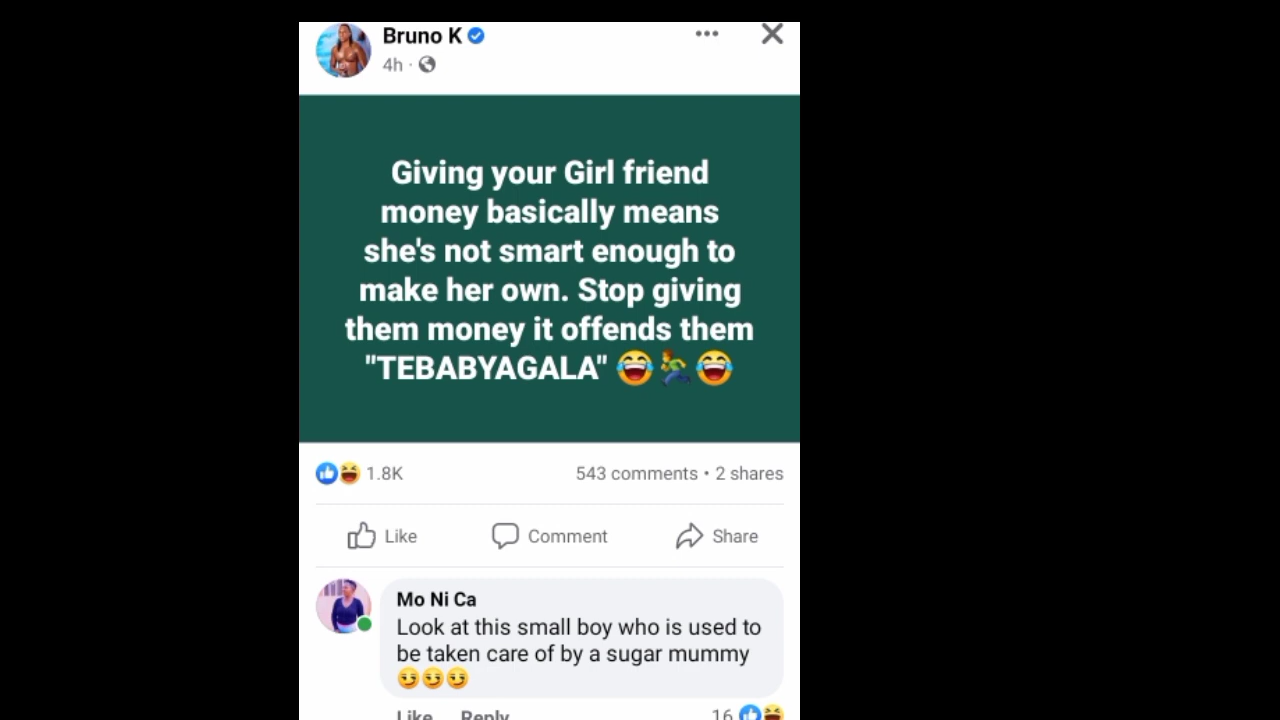 Bruno K
4h ·
Giving your Girl friend
money basically means
she's not smart enough to
make her own. Stop giving
them money it offends them
"TEBABYAGALA" 😂🏃😂
1.8K
543 comments • 2 shares
Like
Comment
Share
Mo Ni Ca
Look at this small boy who is used to
be taken care of by a sugar mummy
😏😏😏
Like Reply 16